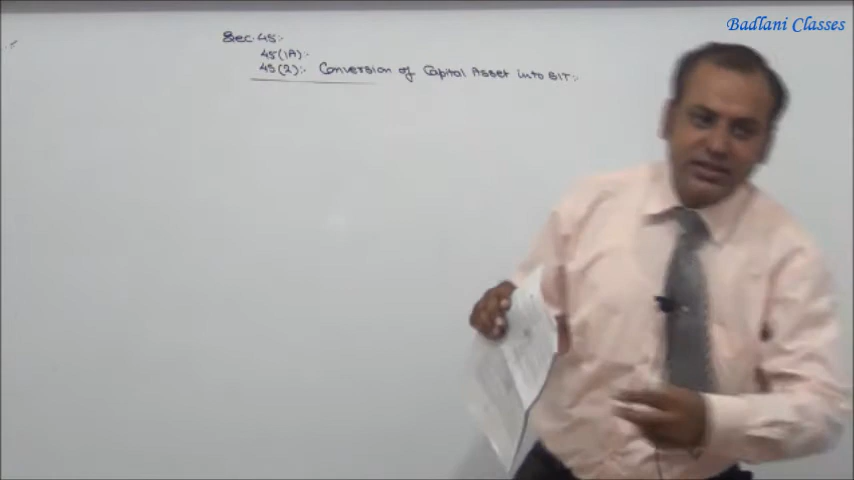 Badlani Classes
Sec. 45:-
45(1A):-
45(2):- Conversion of Capital Asset into SIT:-